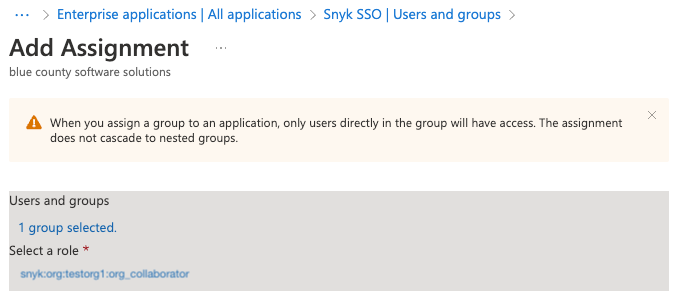 ··· > Enterprise applications | All applications > Snyk SSO | Users and groups >
Add Assignment ···
blue county software solutions
When you assign a group to an application, only users directly in the group will have access. The assignment
does not cascade to nested groups.
Users and groups
1 group selected.
Select a role *
snyk:org:testorg1:org_collaborator